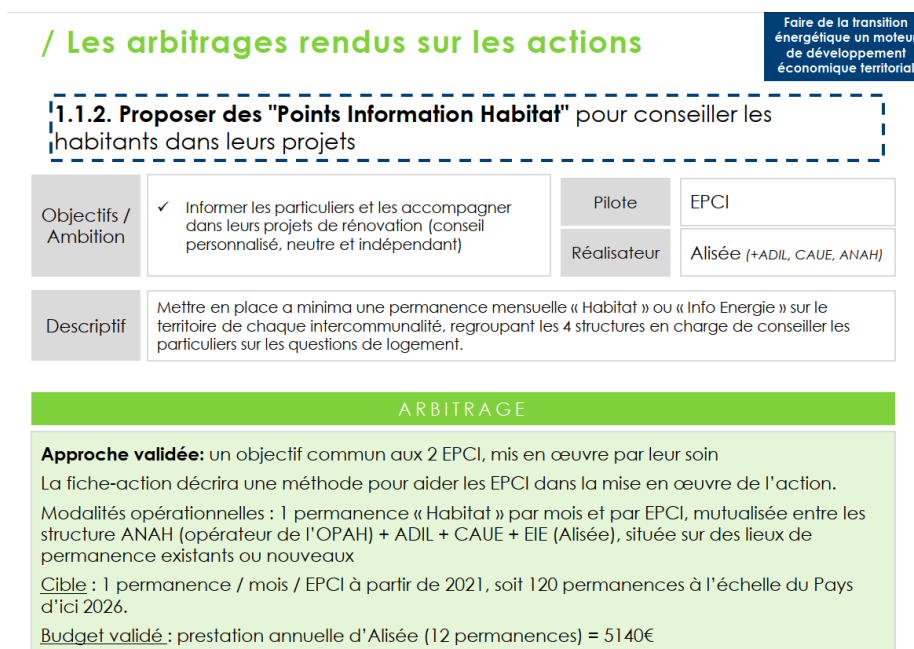 / Les arbitrages rendus sur les actions
Faire de la transition
énergétique un moteur
de développement
économique territorial
1.1.2. Proposer des "Points Information Habitat" pour conseiller les
habitants dans leurs projets
Objectifs /
Ambition
✓ Informer les particuliers et les accompagner
dans leurs projets de rénovation (conseil
personnalisé, neutre et indépendant)
Pilote
EPCI
Réalisateur
Alisée (+ADIL, CAUE, ANAH)
Descriptif
Mettre en place a minima une permanence mensuelle « Habitat » ou « Info Energie » sur le
territoire de chaque intercommunalité, regroupant les 4 structures en charge de conseiller les
particuliers sur les questions de logement.
ARBITRAGE
Approche validée: un objectif commun aux 2 EPCI, mis en œuvre par leur soin
La fiche-action décrira une méthode pour aider les EPCI dans la mise en œuvre de l'action.
Modalités opérationnelles : 1 permanence « Habitat » par mois et par EPCI, mutualisée entre les
structure ANAH (opérateur de l'OPAH) + ADIL + CAUE + EIE (Alisée), située sur des lieux de
permanence existants ou nouveaux
Cible : 1 permanence / mois / EPCI à partir de 2021, soit 120 permanences à l'échelle du Pays
d'ici 2026.
Budget validé : prestation annuelle d'Alisée (12 permanences) = 5140€